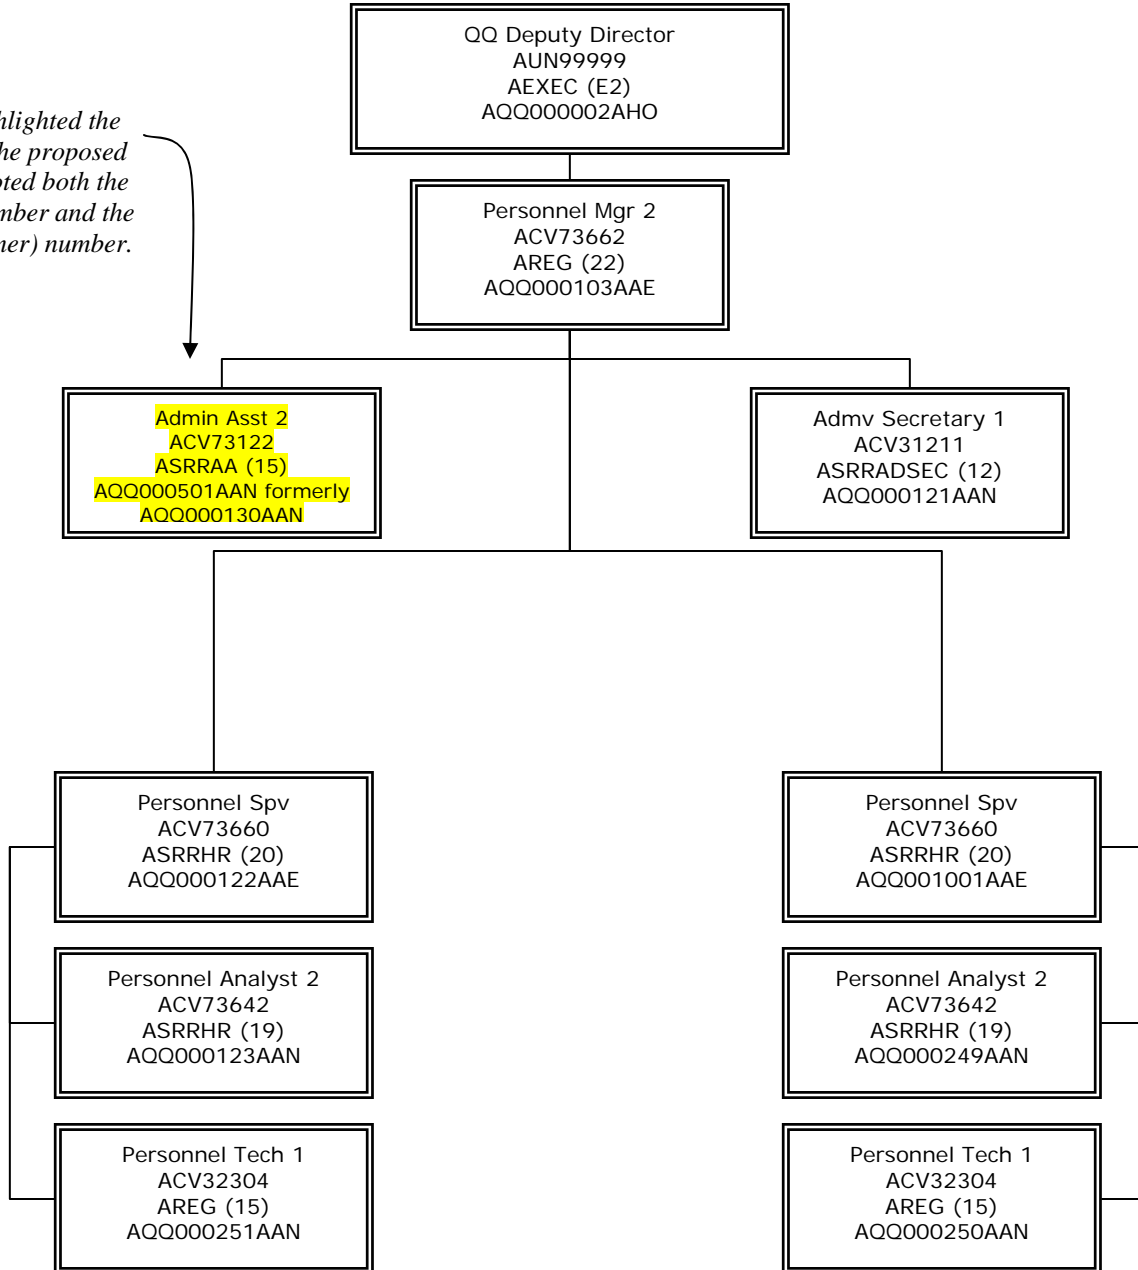 QQ Deputy Director
AUN99999
AEXEC (E2)
AQQ000002AHO
the
he proposed
both the
and the
number.
Personnel Mgr 2
ACV73662
AREG (22)
AQQ000103AAE
Admin Asst 2
ACV73122
ASRRAA (15)
AQQ000501AAN formerly
AQQ000130AAN
Admv Secretary 1
ACV31211
ASRRADSEC (12)
AQQ000121AAN
Personnel Spv
ACV73660
ASRRHR (20)
AQQ000122AAE
Personnel Spv
ACV73660
ASRRHR (20)
AQQ001001AAE
Personnel Analyst 2
ACV73642
ASRRHR (19)
AQQ000123AAN
Personnel Analyst 2
ACV73642
ASRRHR (19)
AQQ000249AAN
Personnel Tech 1
ACV32304
AREG (15)
AQQ000251AAN
Personnel Tech 1
ACV32304
AREG (15)
AQQ000250AAN